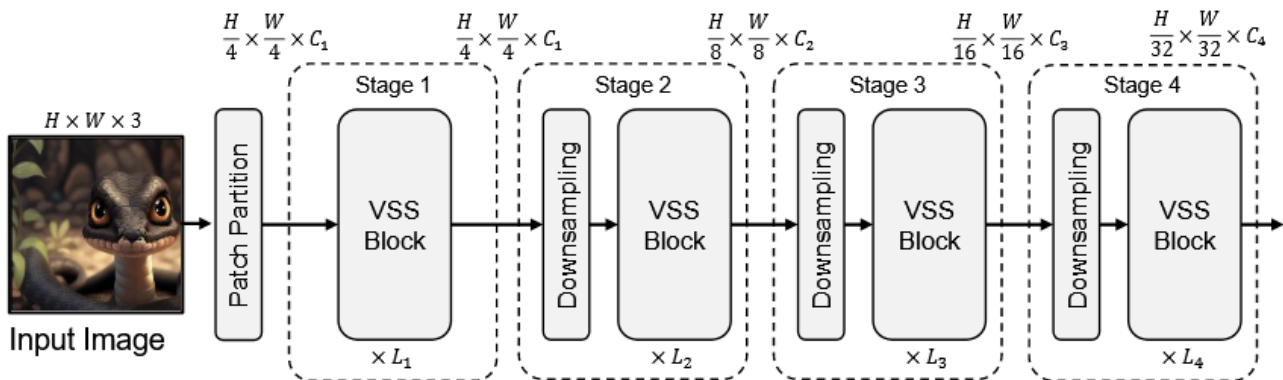 H × W × 3
Input Image
Patch Partition
H/4 × W/4 × C₁
Stage 1
VSS Block
× L₁
H/4 × W/4 × C₁
Stage 2
Downsampling
VSS Block
× L₂
H/8 × W/8 × C₂
Stage 3
Downsampling
VSS Block
× L₃
H/16 × W/16 × C₃
Stage 4
Downsampling
VSS Block
× L₄
H/32 × W/32 × C₄